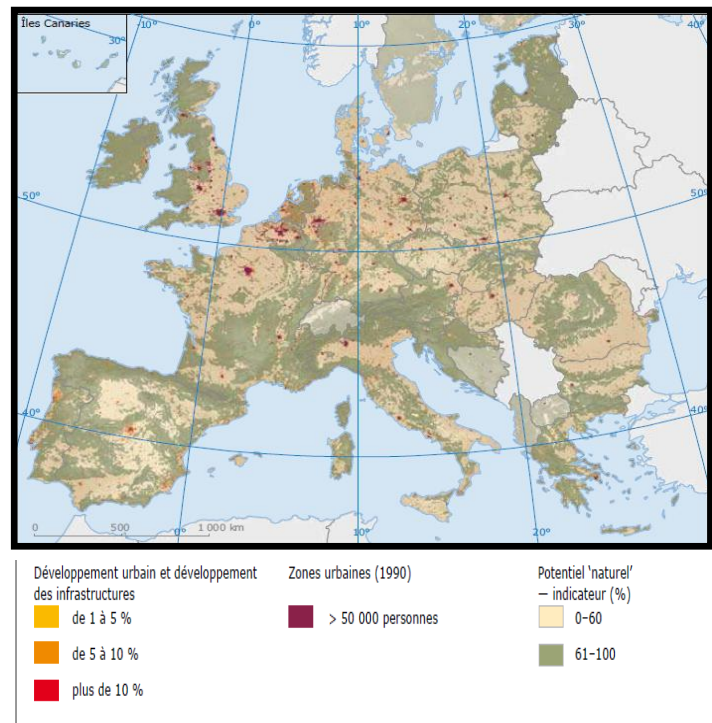 Îles Canaries
30°
10°
0°
10°
20°
30°
40°
50°
50°
40°
40°
0
500
1 000 km
0°
10°
20°
Développement urbain et développement
des infrastructures
de 1 à 5 %
de 5 à 10 %
plus de 10 %
Zones urbaines (1990)
> 50 000 personnes
Potentiel ‘naturel’
— indicateur (%)
0–60
61–100